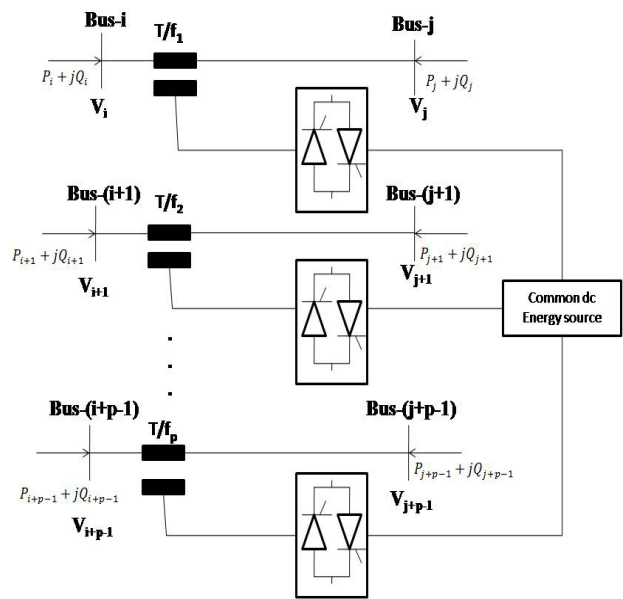 Bus-i
T/f₁
Bus-j
Pᵢ + jQᵢ
Pⱼ + jQⱼ
Vᵢ
Vⱼ
Bus-(i+1)
T/f₂
Bus-(j+1)
Pᵢ₊₁ + jQᵢ₊₁
Pⱼ₊₁ + jQⱼ₊₁
Vᵢ₊₁
Vⱼ₊₁
Common dc
Energy source
Bus-(i+p-1)
T/fₚ
Bus-(j+p-1)
Pᵢ₊ₚ₋₁ + jQᵢ₊ₚ₋₁
Pⱼ₊ₚ₋₁ + jQⱼ₊ₚ₋₁
Vᵢ₊ₚ₋₁
Vⱼ₊ₚ₋₁